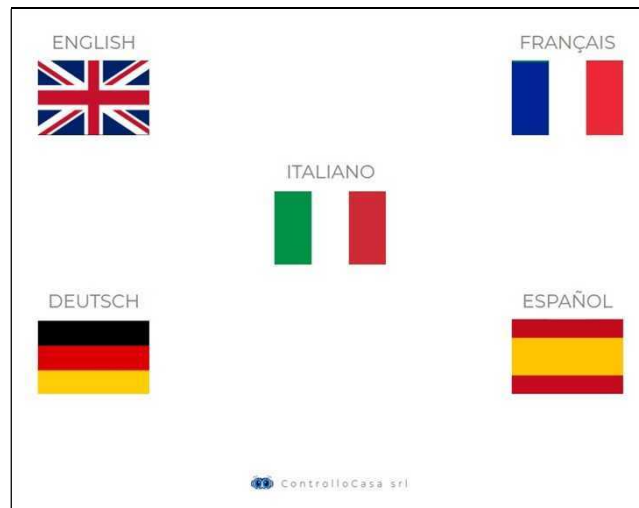 ENGLISH
FRANÇAIS
ITALIANO
DEUTSCH
ESPAÑOL
ControlloCasa srl